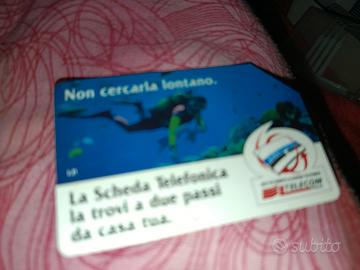 Non cercarla lontano.
La Scheda Telefonica
la trovi a due passi
da casa tua.
TELECOM
subito